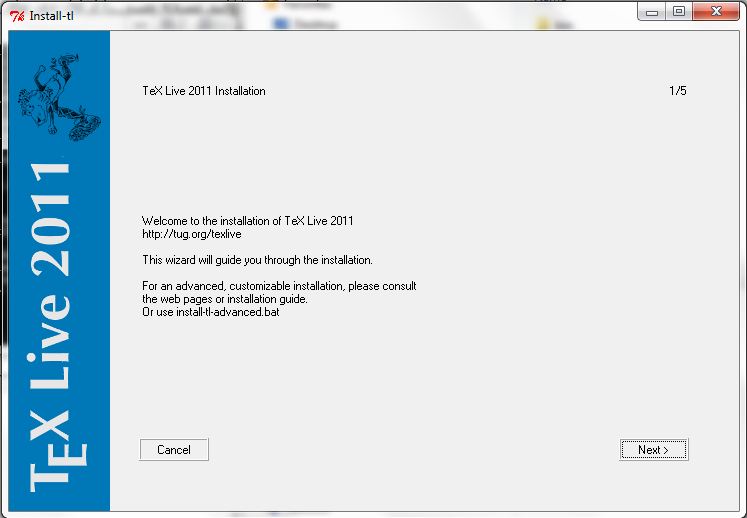 Install-tl
TeX Live 2011 Installation
1/5
Welcome to the installation of TeX Live 2011
http://tug.org/texlive
This wizard will guide you through the installation.
For an advanced, customizable installation, please consult
the web pages or installation guide.
Or use install-tl-advanced.bat
Cancel
Next >
TEX Live 2011